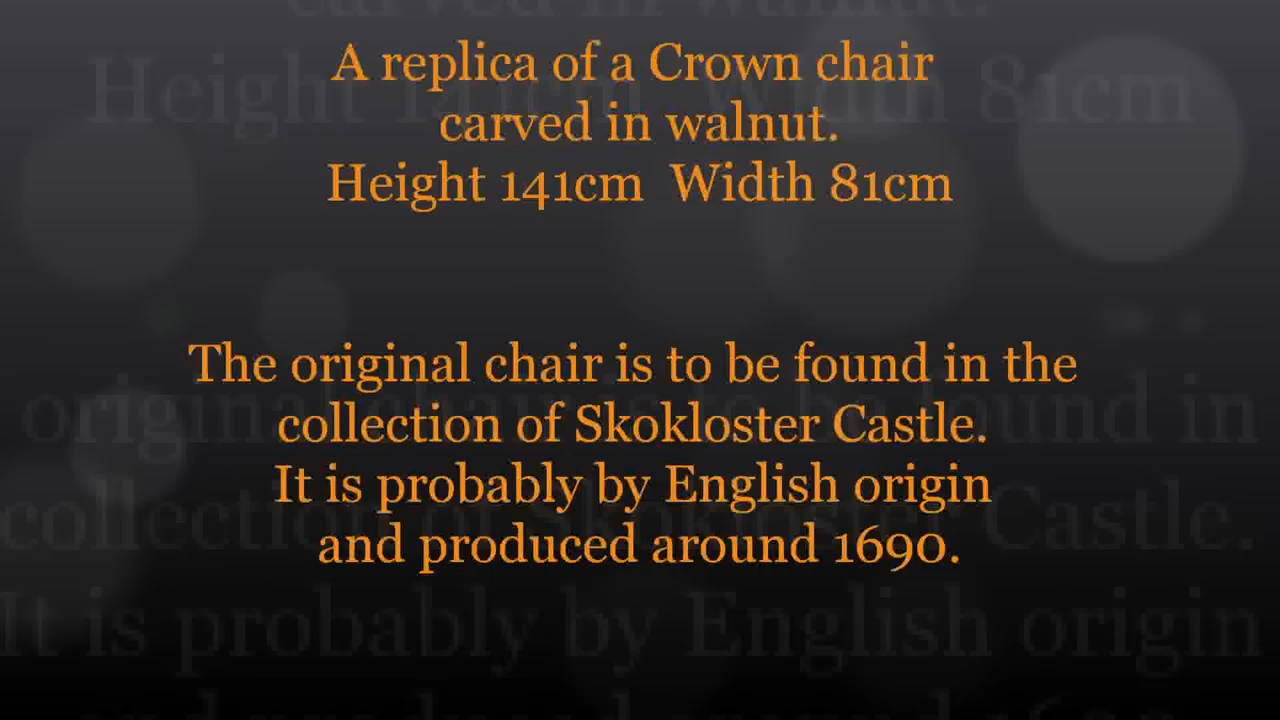 A replica of a Crown chair
carved in walnut.
Height 141cm  Width 81cm
The original chair is to be found in the
collection of Skokloster Castle.
It is probably by English origin
and produced around 1690.